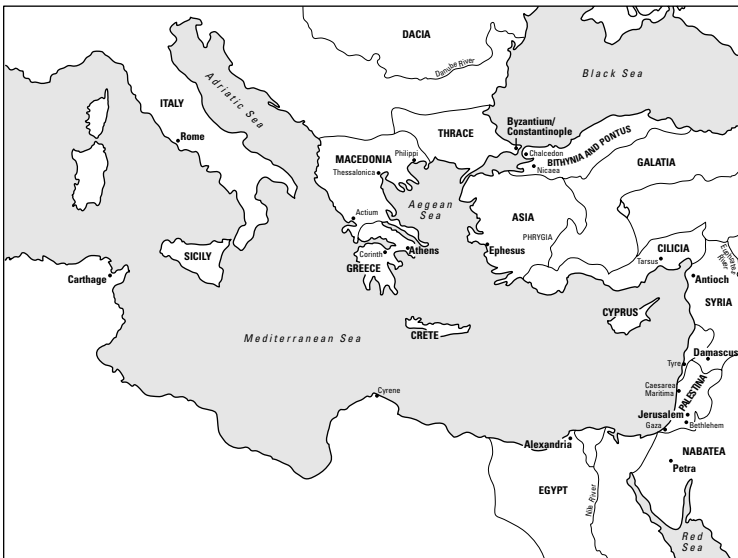 DACIA
Danube River
Black Sea
Adriatic Sea
ITALY
Rome
Byzantium/
Constantinople
THRACE
Chalcedon
BITHYNIA AND PONTUS
Nicaea
GALATIA
MACEDONIA
Philippi
Thessalonica
Aegean
Sea
Actium
ASIA
PHRYGIA
Ephesus
Corinth
Athens
GREECE
SICILY
Carthage
CILICIA
Tarsus
Euphrates
River
Antioch
SYRIA
CYPRUS
CRETE
Mediterranean Sea
Damascus
Tyre
Caesarea
Maritima
PALESTINA
Jerusalem
Bethlehem
Gaza
Cyrene
Alexandria
NABATEA
Petra
EGYPT
Nile River
Red
Sea